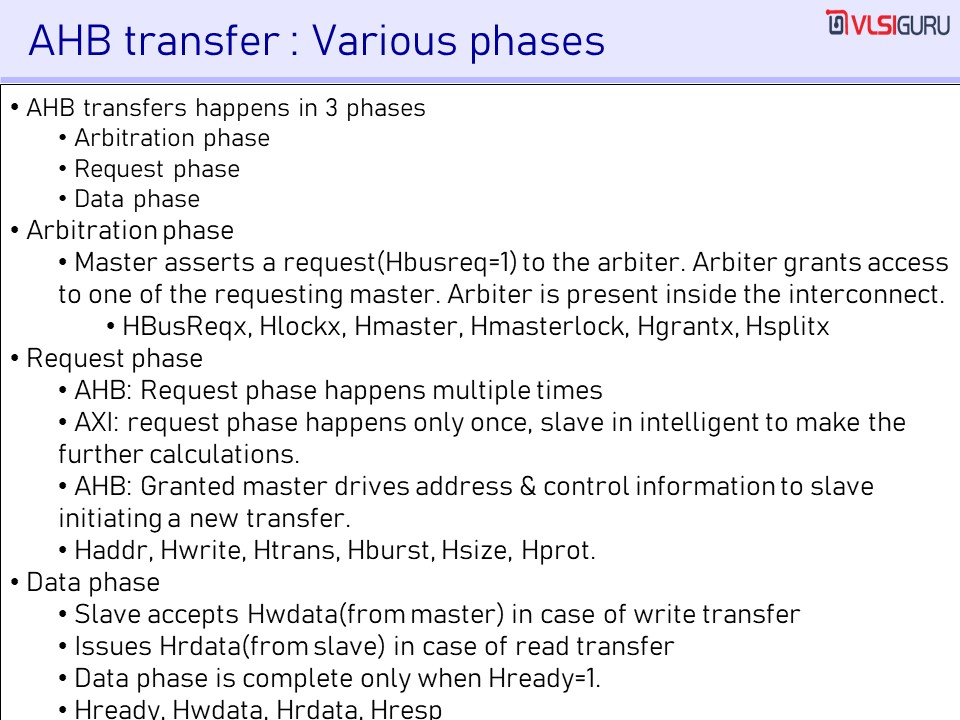 AHB transfer : Various phases
VLSIGURU
• AHB transfers happens in 3 phases
• Arbitration phase
• Request phase
• Data phase
• Arbitration phase
• Master asserts a request(Hbusreq=1) to the arbiter. Arbiter grants access
to one of the requesting master. Arbiter is present inside the interconnect.
• HBusReqx, Hlockx, Hmaster, Hmasterlock, Hgrantx, Hsplitx
• Request phase
• AHB: Request phase happens multiple times
• AXI: request phase happens only once, slave in intelligent to make the
further calculations.
• AHB: Granted master drives address & control information to slave
initiating a new transfer.
• Haddr, Hwrite, Htrans, Hburst, Hsize, Hprot.
• Data phase
• Slave accepts Hwdata(from master) in case of write transfer
• Issues Hrdata(from slave) in case of read transfer
• Data phase is complete only when Hready=1.
• Hready, Hwdata, Hrdata, Hresp